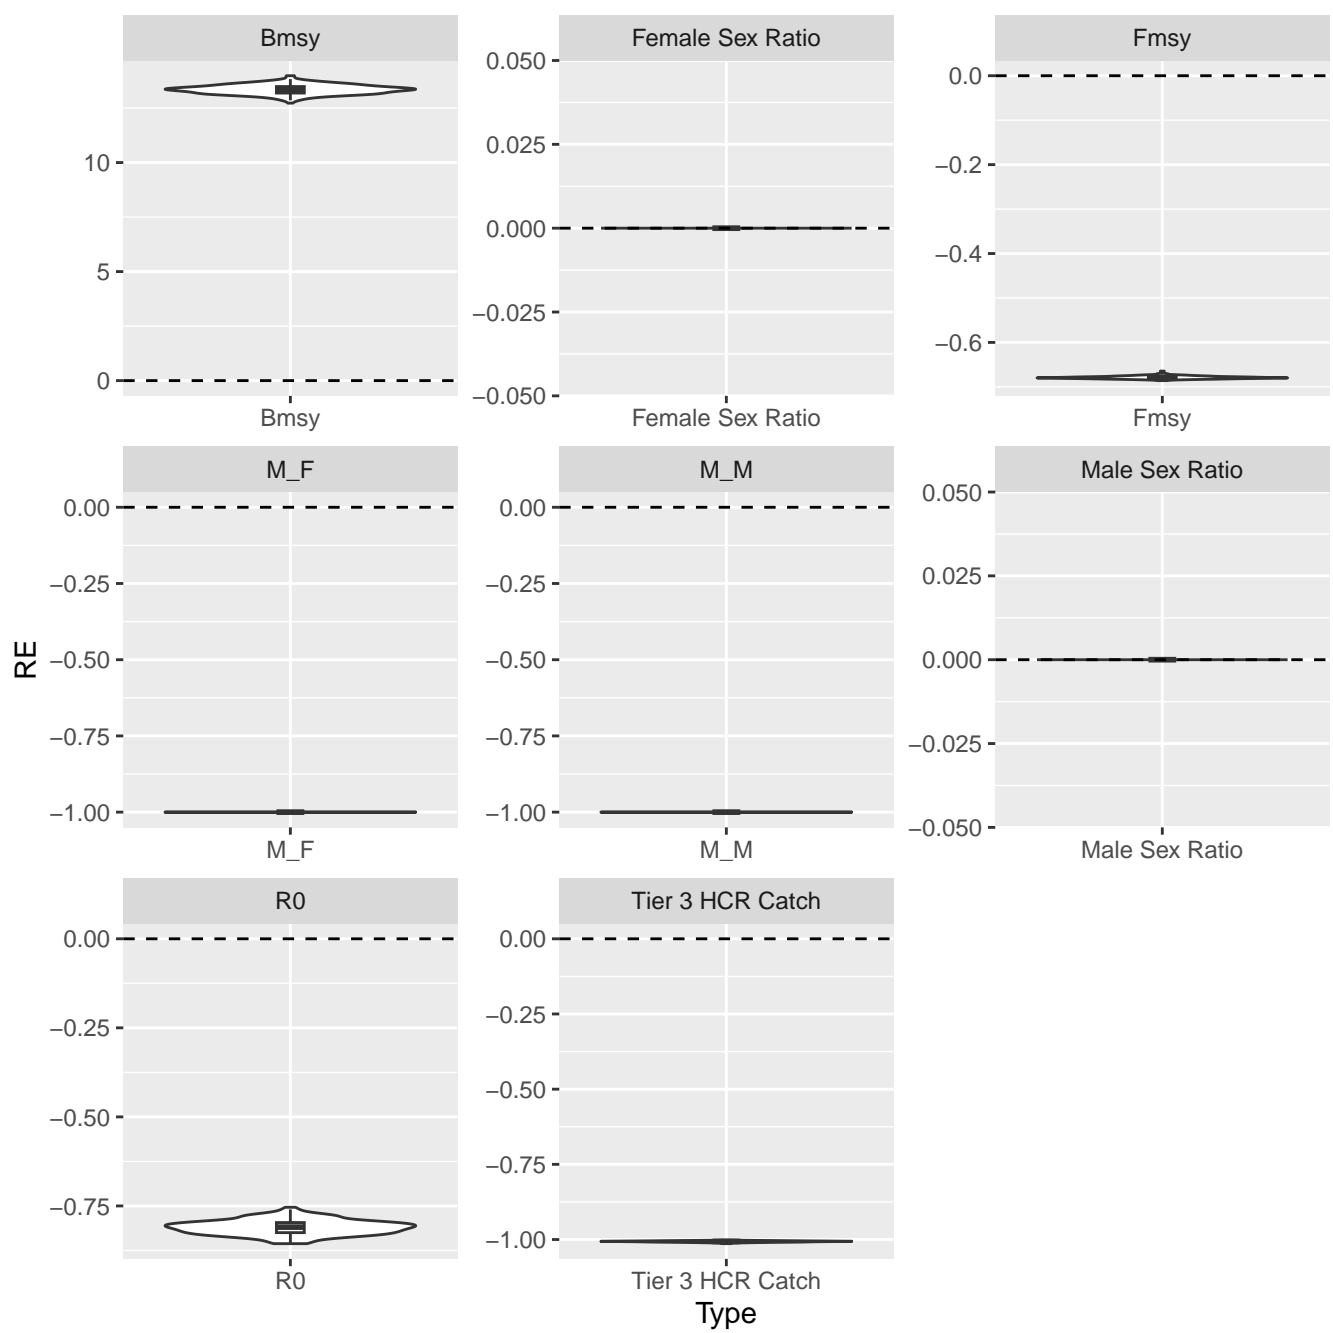 Bmsy
Female Sex Ratio
Fmsy
10
5
0
0.050
0.025
0.000
−0.025
−0.050
0.0
−0.2
−0.4
−0.6
Bmsy
Female Sex Ratio
Fmsy
M_F
M_M
Male Sex Ratio
RE
0.00
−0.25
−0.50
−0.75
−1.00
0.00
−0.25
−0.50
−0.75
−1.00
0.050
0.025
0.000
−0.025
−0.050
M_F
M_M
Male Sex Ratio
R0
Tier 3 HCR Catch
0.00
−0.25
−0.50
−0.75
0.00
−0.25
−0.50
−0.75
−1.00
R0
Tier 3 HCR Catch
Type